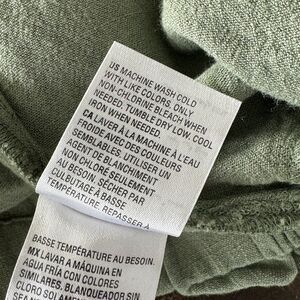 US MACHINE WASH COLD
WITH LIKE COLORS, ONLY
NON-CHLORINE BLEACH WHEN
NEEDED. TUMBLE DRY LOW. COOL
IRON WHEN NEEDED.
CA LAVER À LA MACHINE À L'EAU
FROIDE AVEC DES COULEURS
SEMBLABLES. UTILISER UN
AGENT DE BLANCHIMENT
NON CHLORÉ SEULEMENT
AU BESOIN. SÉCHER PAR
CULBUTAGE À BASSE
TEMPÉRATURE. REPASSER À
BASSE TEMPÉRATURE AU BESOIN.
MX LAVAR A MÁQUINA EN
AGUA FRÍA CON COLORES
SIMILARES, BLANQUEADOR SIN
CLORO SOLAMEN
SECA